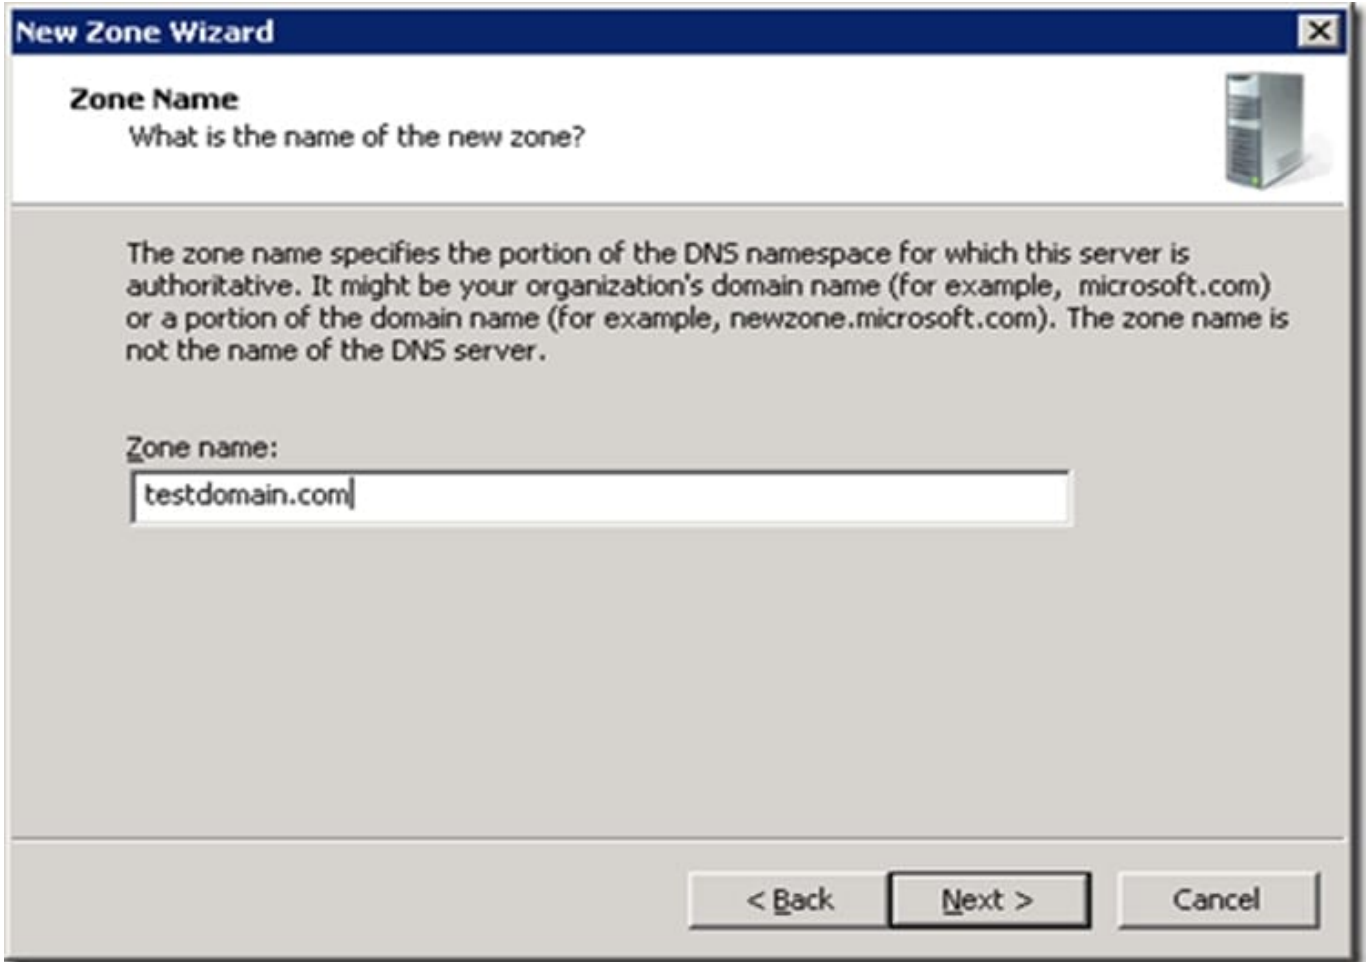 New Zone Wizard
Zone Name
What is the name of the new zone?
The zone name specifies the portion of the DNS namespace for which this server is
authoritative. It might be your organization's domain name (for example,  microsoft.com)
or a portion of the domain name (for example, newzone.microsoft.com). The zone name is
not the name of the DNS server.
Zone name:
testdomain.com
< Back
Next >
Cancel